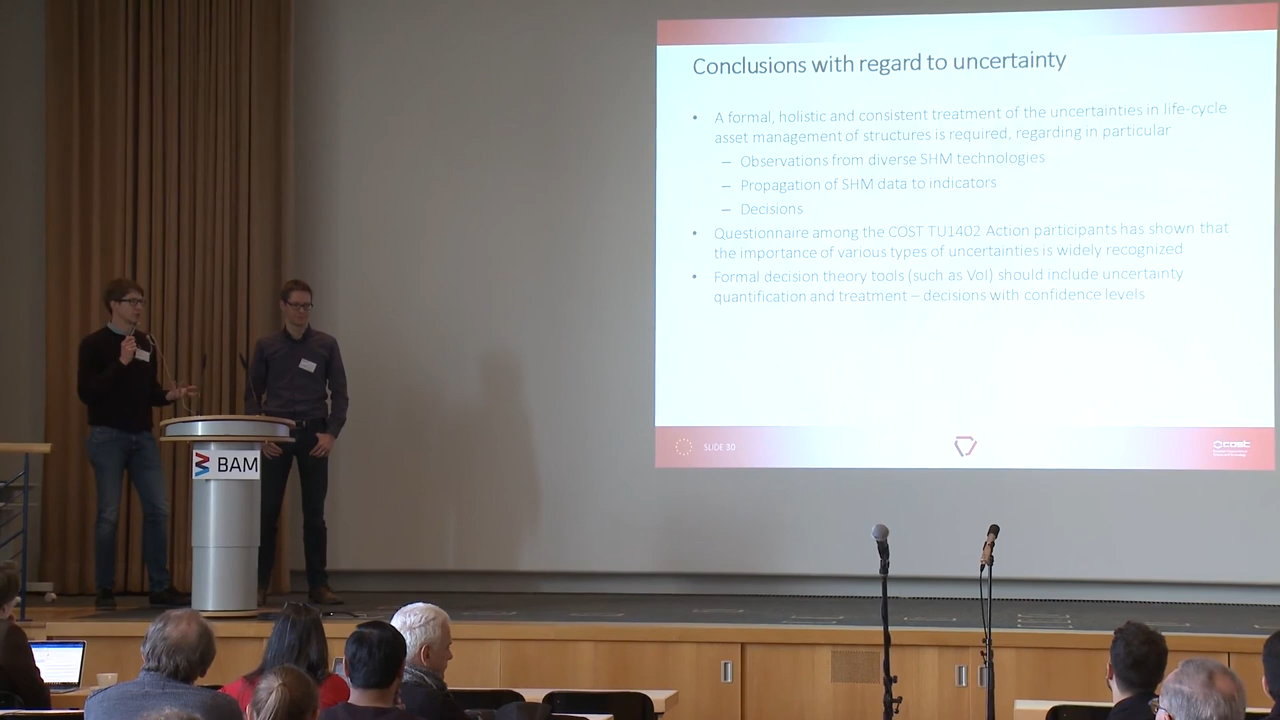 Conclusions with regard to uncertainty
• A formal, holistic and consistent treatment of the uncertainties in life-cycle
asset management of structures is required, regarding in particular
– Observations from diverse SHM technologies
– Propagation of SHM data to indicators
– Decisions
• Questionnaire among the COST TU1402 Action participants has shown that
the importance of various types of uncertainties is widely recognized
• Formal decision theory tools (such as VoI) should include uncertainty
quantification and treatment – decisions with confidence levels
SLIDE 30
cost
BAM